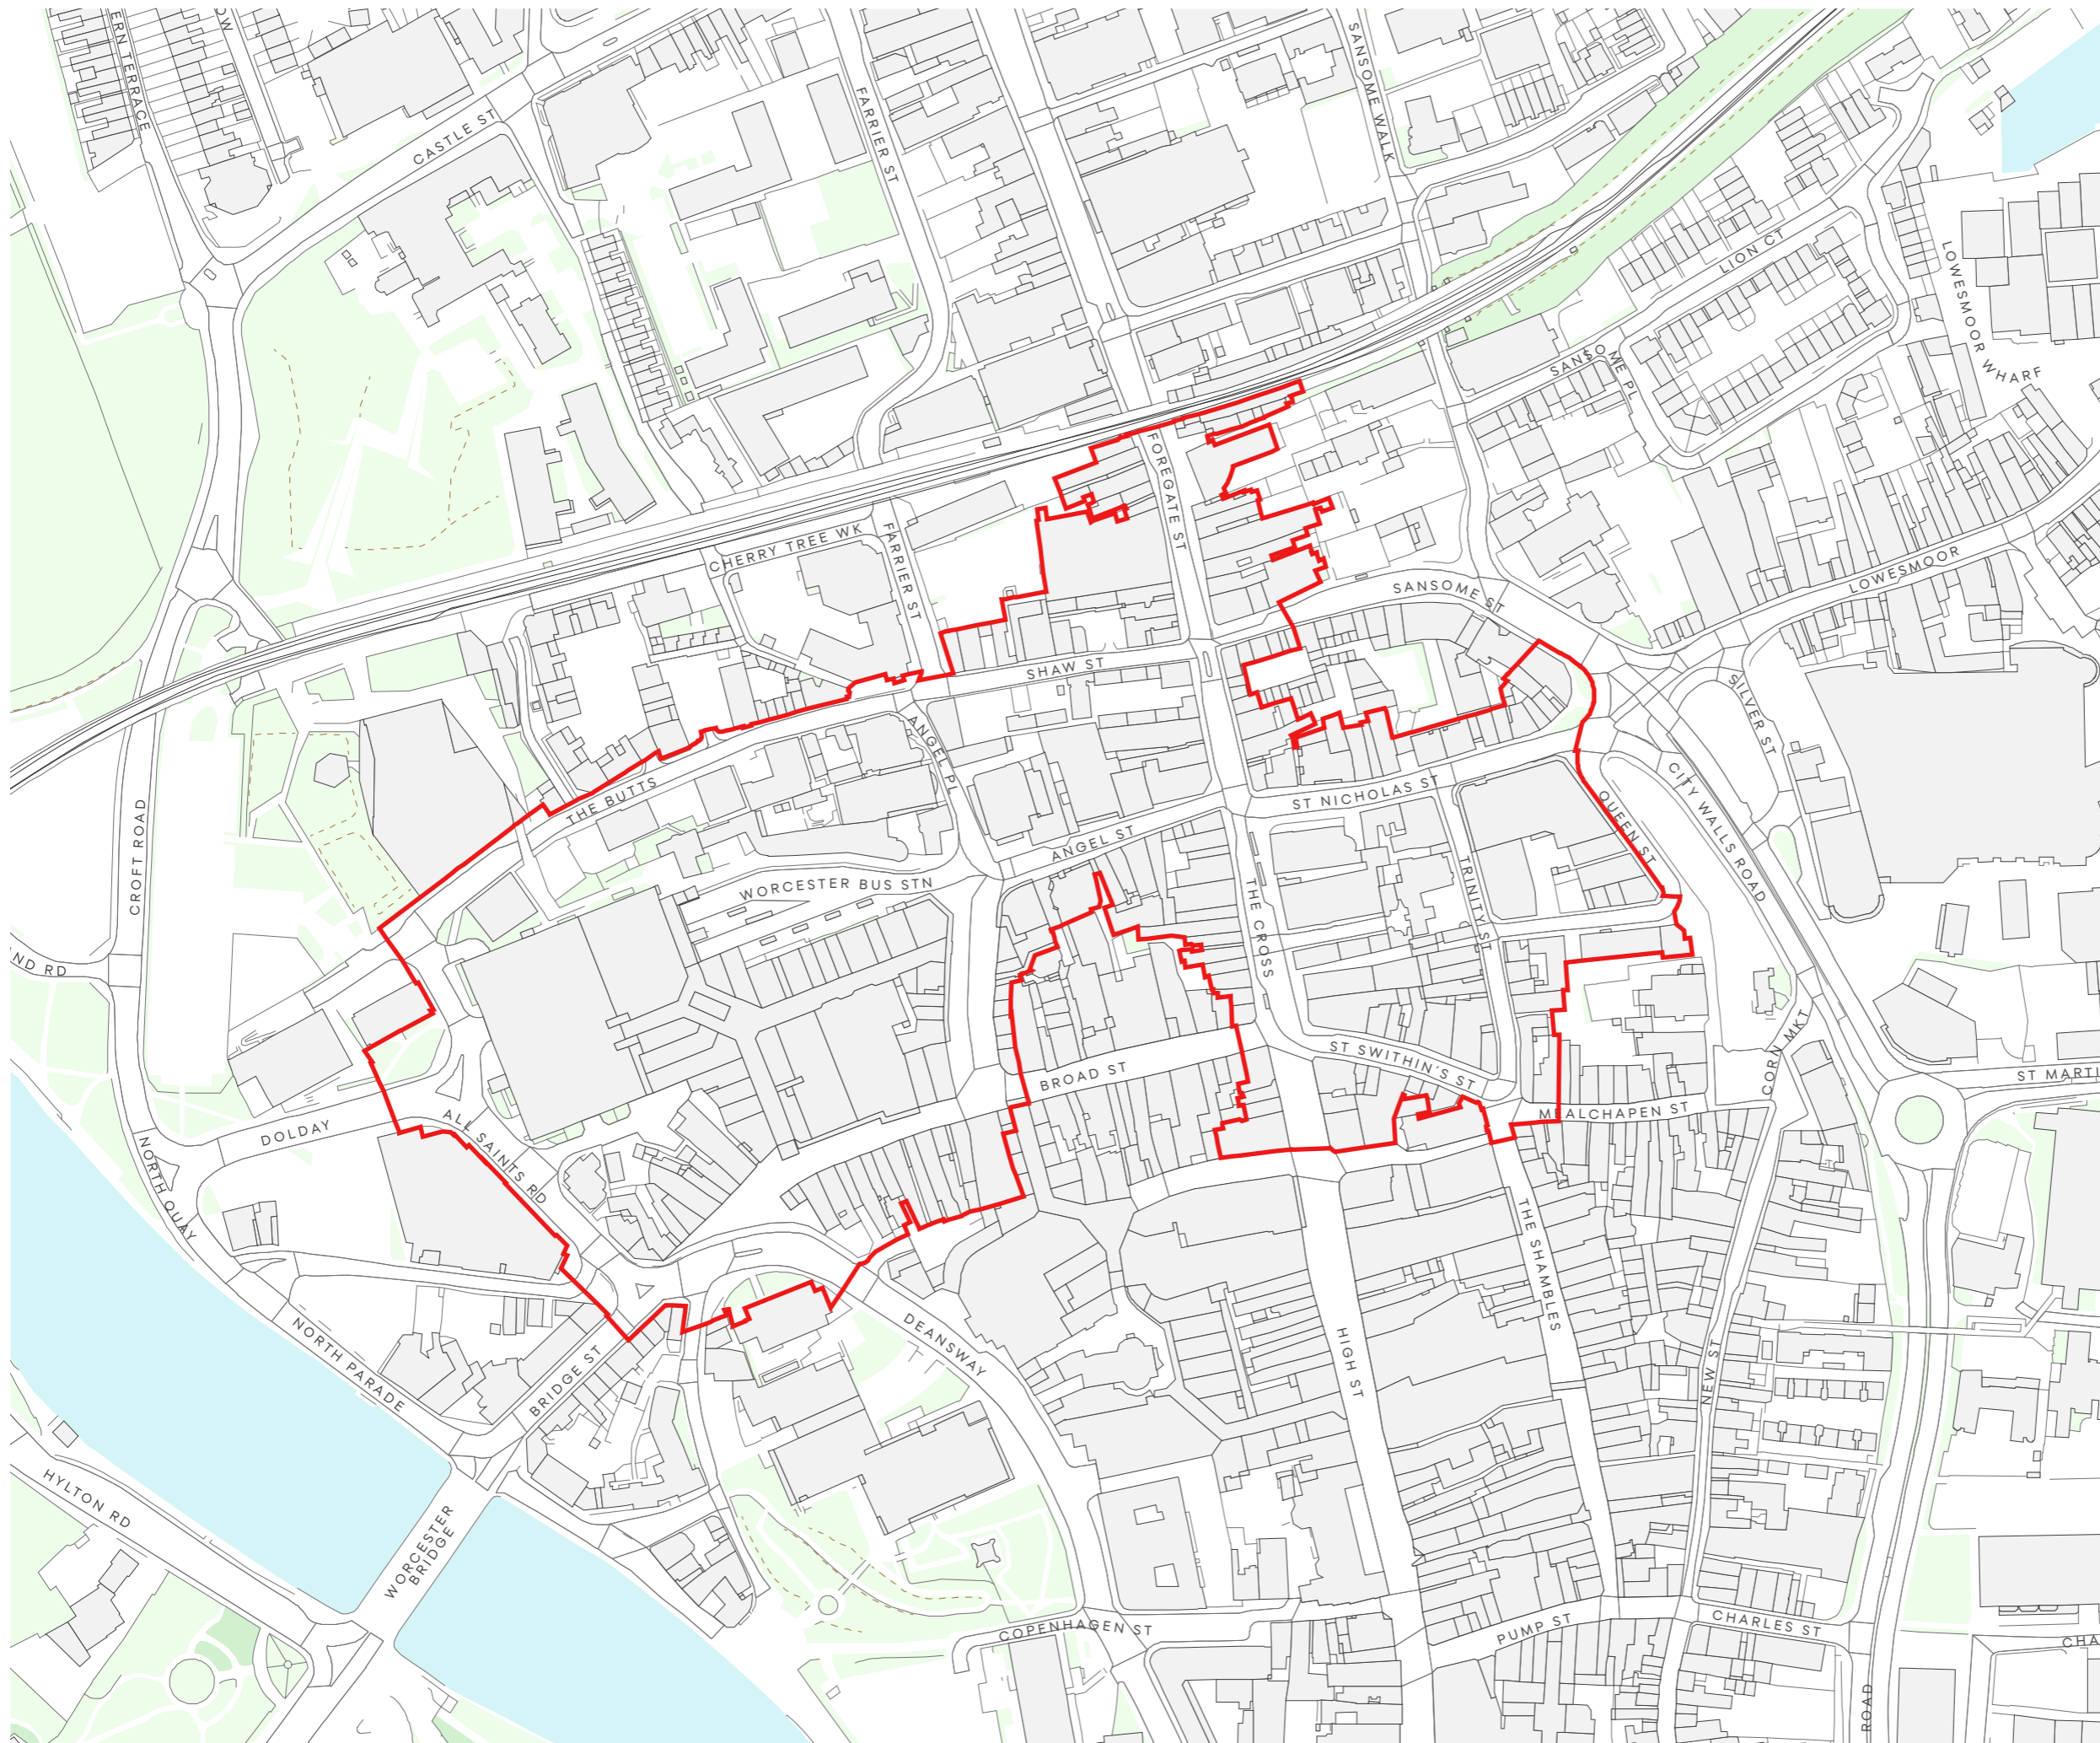 ERN TERRACE
OW
CASTLE ST
FARRIER ST
SANSOME WALK
LION CT
LOWESMOOR WHARF
SANSOME PL
FOREGATE ST
CHERRY TREE WK
FARRIER ST
SANSOME ST
LOWESMOOR
SHAW ST
SILVER ST
ANGEL PL
THE BUTTS
ST NICHOLAS ST
CITY WALLS ROAD
QUEEN ST
CROFT ROAD
ANGEL ST
WORCESTER BUS STN
THE CROSS
TRINITY ST
ND RD
BROAD ST
ST SWITHIN'S ST
CORN MKT
ST MARTI
MEALCHAPEN ST
DOLDAY
ALL SAINTS RD
NORTH QUAY
THE SHAMBLES
DEANSWAY
NORTH PARADE
BRIDGE ST
HIGH ST
NEW ST
HYLTON RD
WORCESTER
BRIDGE
COPENHAGEN ST
PUMP ST
CHARLES ST
CHA
ROAD